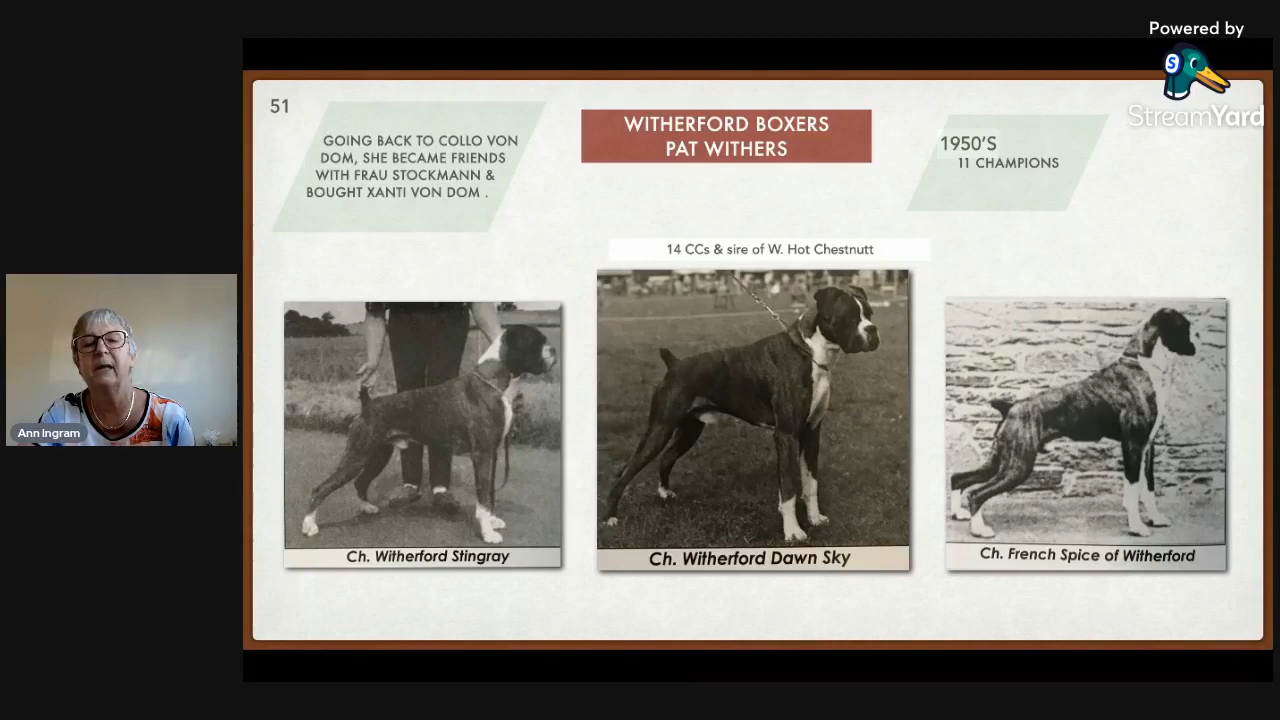 Powered by
S
StreamYard
51
GOING BACK TO COLLO VON
DOM, SHE BECAME FRIENDS
WITH FRAU STOCKMANN &
BOUGHT XANTI VON DOM .
WITHERFORD BOXERS
PAT WITHERS
1950'S
11 CHAMPIONS
14 CCs & sire of W. Hot Chestnutt
Ch. Witherford Stingray
Ch. Witherford Dawn Sky
Ch. French Spice of Witherford
Ann Ingram